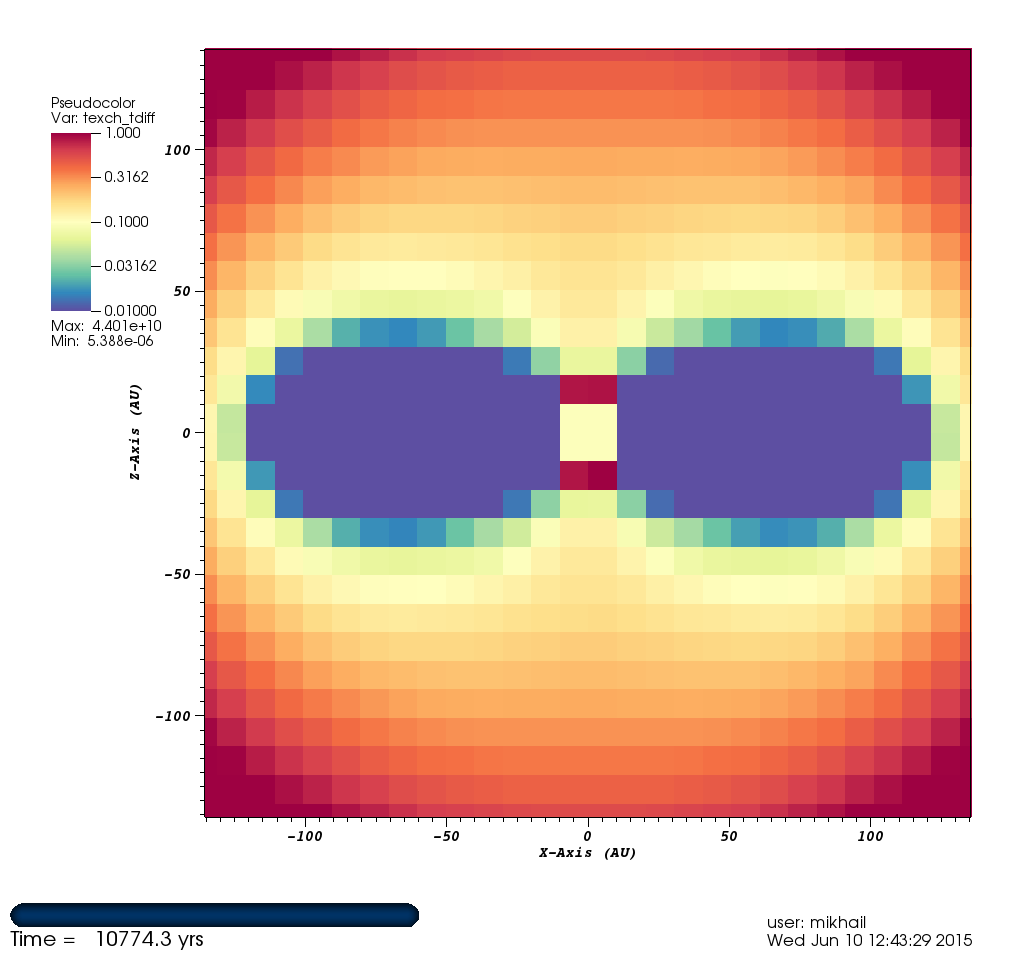 Pseudocolor
Var: texch_tdiff
1.000
0.3162
0.1000
0.03162
0.01000
Max: 4.401e+10
Min: 5.388e-06
100
50
0
-50
-100
Z-Axis (AU)
-100 -50 0 50 100
X-Axis (AU)
Time = 10774.3 yrs
user: mikhail
Wed Jun 10 12:43:29 2015